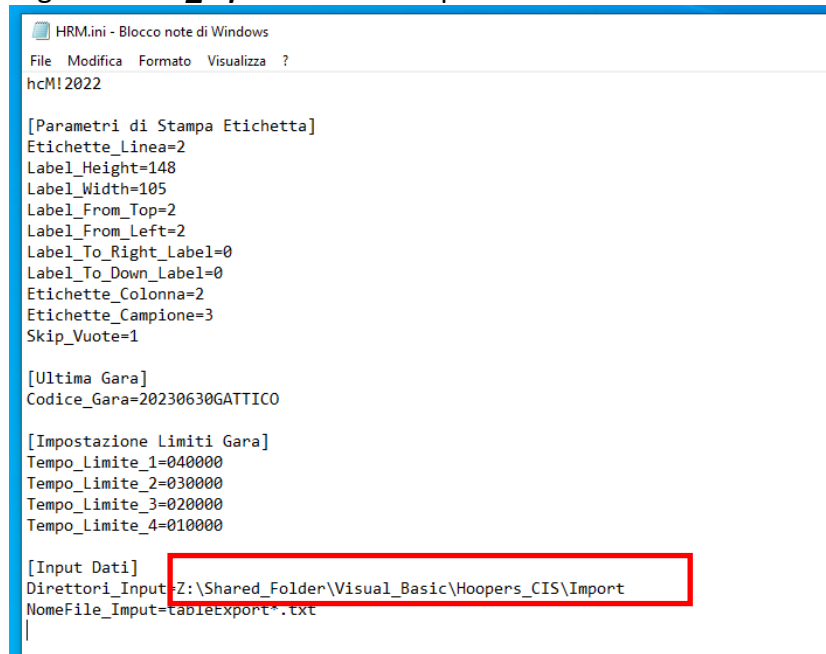 HRM.ini - Blocco note di Windows
File Modifica Formato Visualizza ?
hcM!2022
[Parametri di Stampa Etichetta]
Etichette_Linea=2
Label_Height=148
Label_Width=105
Label_From_Top=2
Label_From_Left=2
Label_To_Right_Label=0
Label_To_Down_Label=0
Etichette_Colonna=2
Etichette_Campione=3
Skip_Vuote=1
[Ultima Gara]
Codice_Gara=20230630GATTICO
[Impostazione Limiti Gara]
Tempo_Limite_1=040000
Tempo_Limite_2=030000
Tempo_Limite_3=020000
Tempo_Limite_4=010000
[Input Dati]
Direttori_Input=Z:\Shared_Folder\Visual_Basic\Hoopers_CIS\Import
NomeFile_Imput=tableExport*.txt